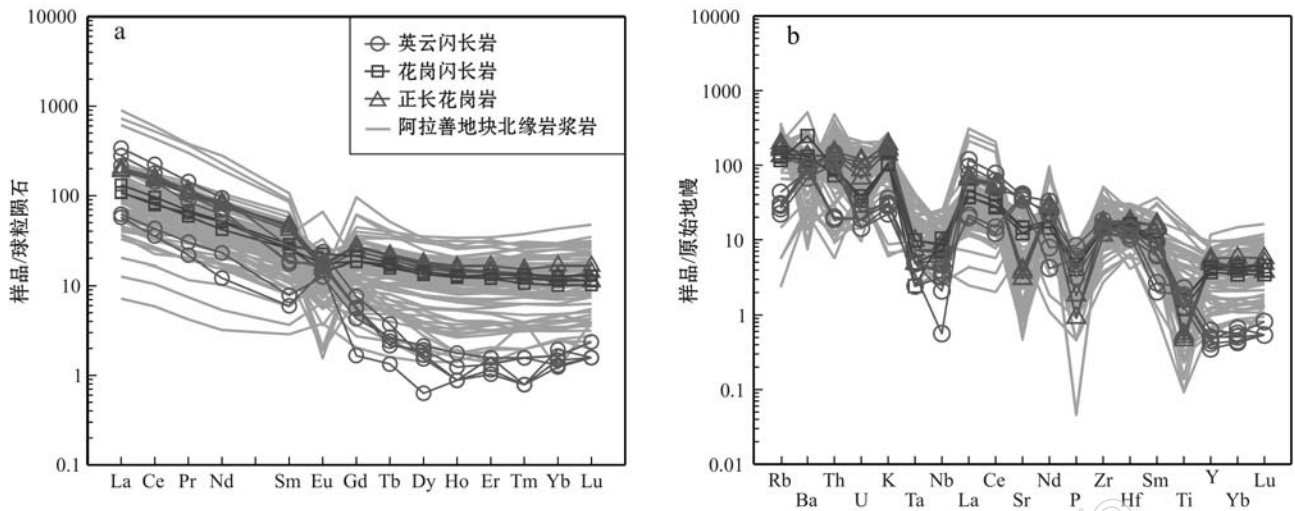 a
英云闪长岩
花岗闪长岩
正长花岗岩
阿拉善地块北缘岩浆岩
样品/球粒陨石
10000
1000
100
10
1
0.1
La Ce Pr Nd Sm Eu Gd Tb Dy Ho Er Tm Yb Lu
b
样品/原始地幔
10000
1000
100
10
1
0.1
0.01
Rb Th K Nb Ce Nd Zr Sm Y Lu
Ba U Ta La Sr P Hf Ti Yb